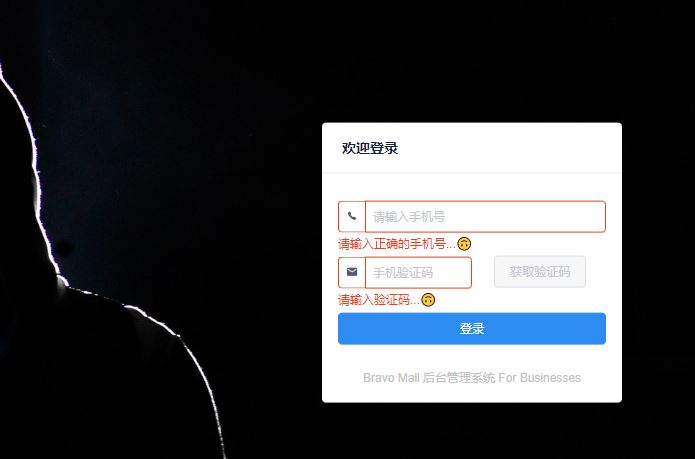 欢迎登录
请输入手机号
请输入正确的手机号...🙃
手机验证码 获取验证码
请输入验证码...🙃
登录
Bravo Mall 后台管理系统 For Businesses